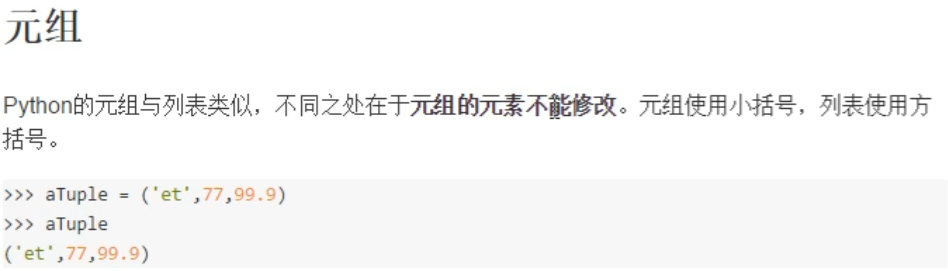 元组
Python的元组与列表类似，不同之处在于元组的元素不能修改。元组使用小括号，列表使用方
括号。
>>> aTuple = ('et',77,99.9)
>>> aTuple
('et',77,99.9)